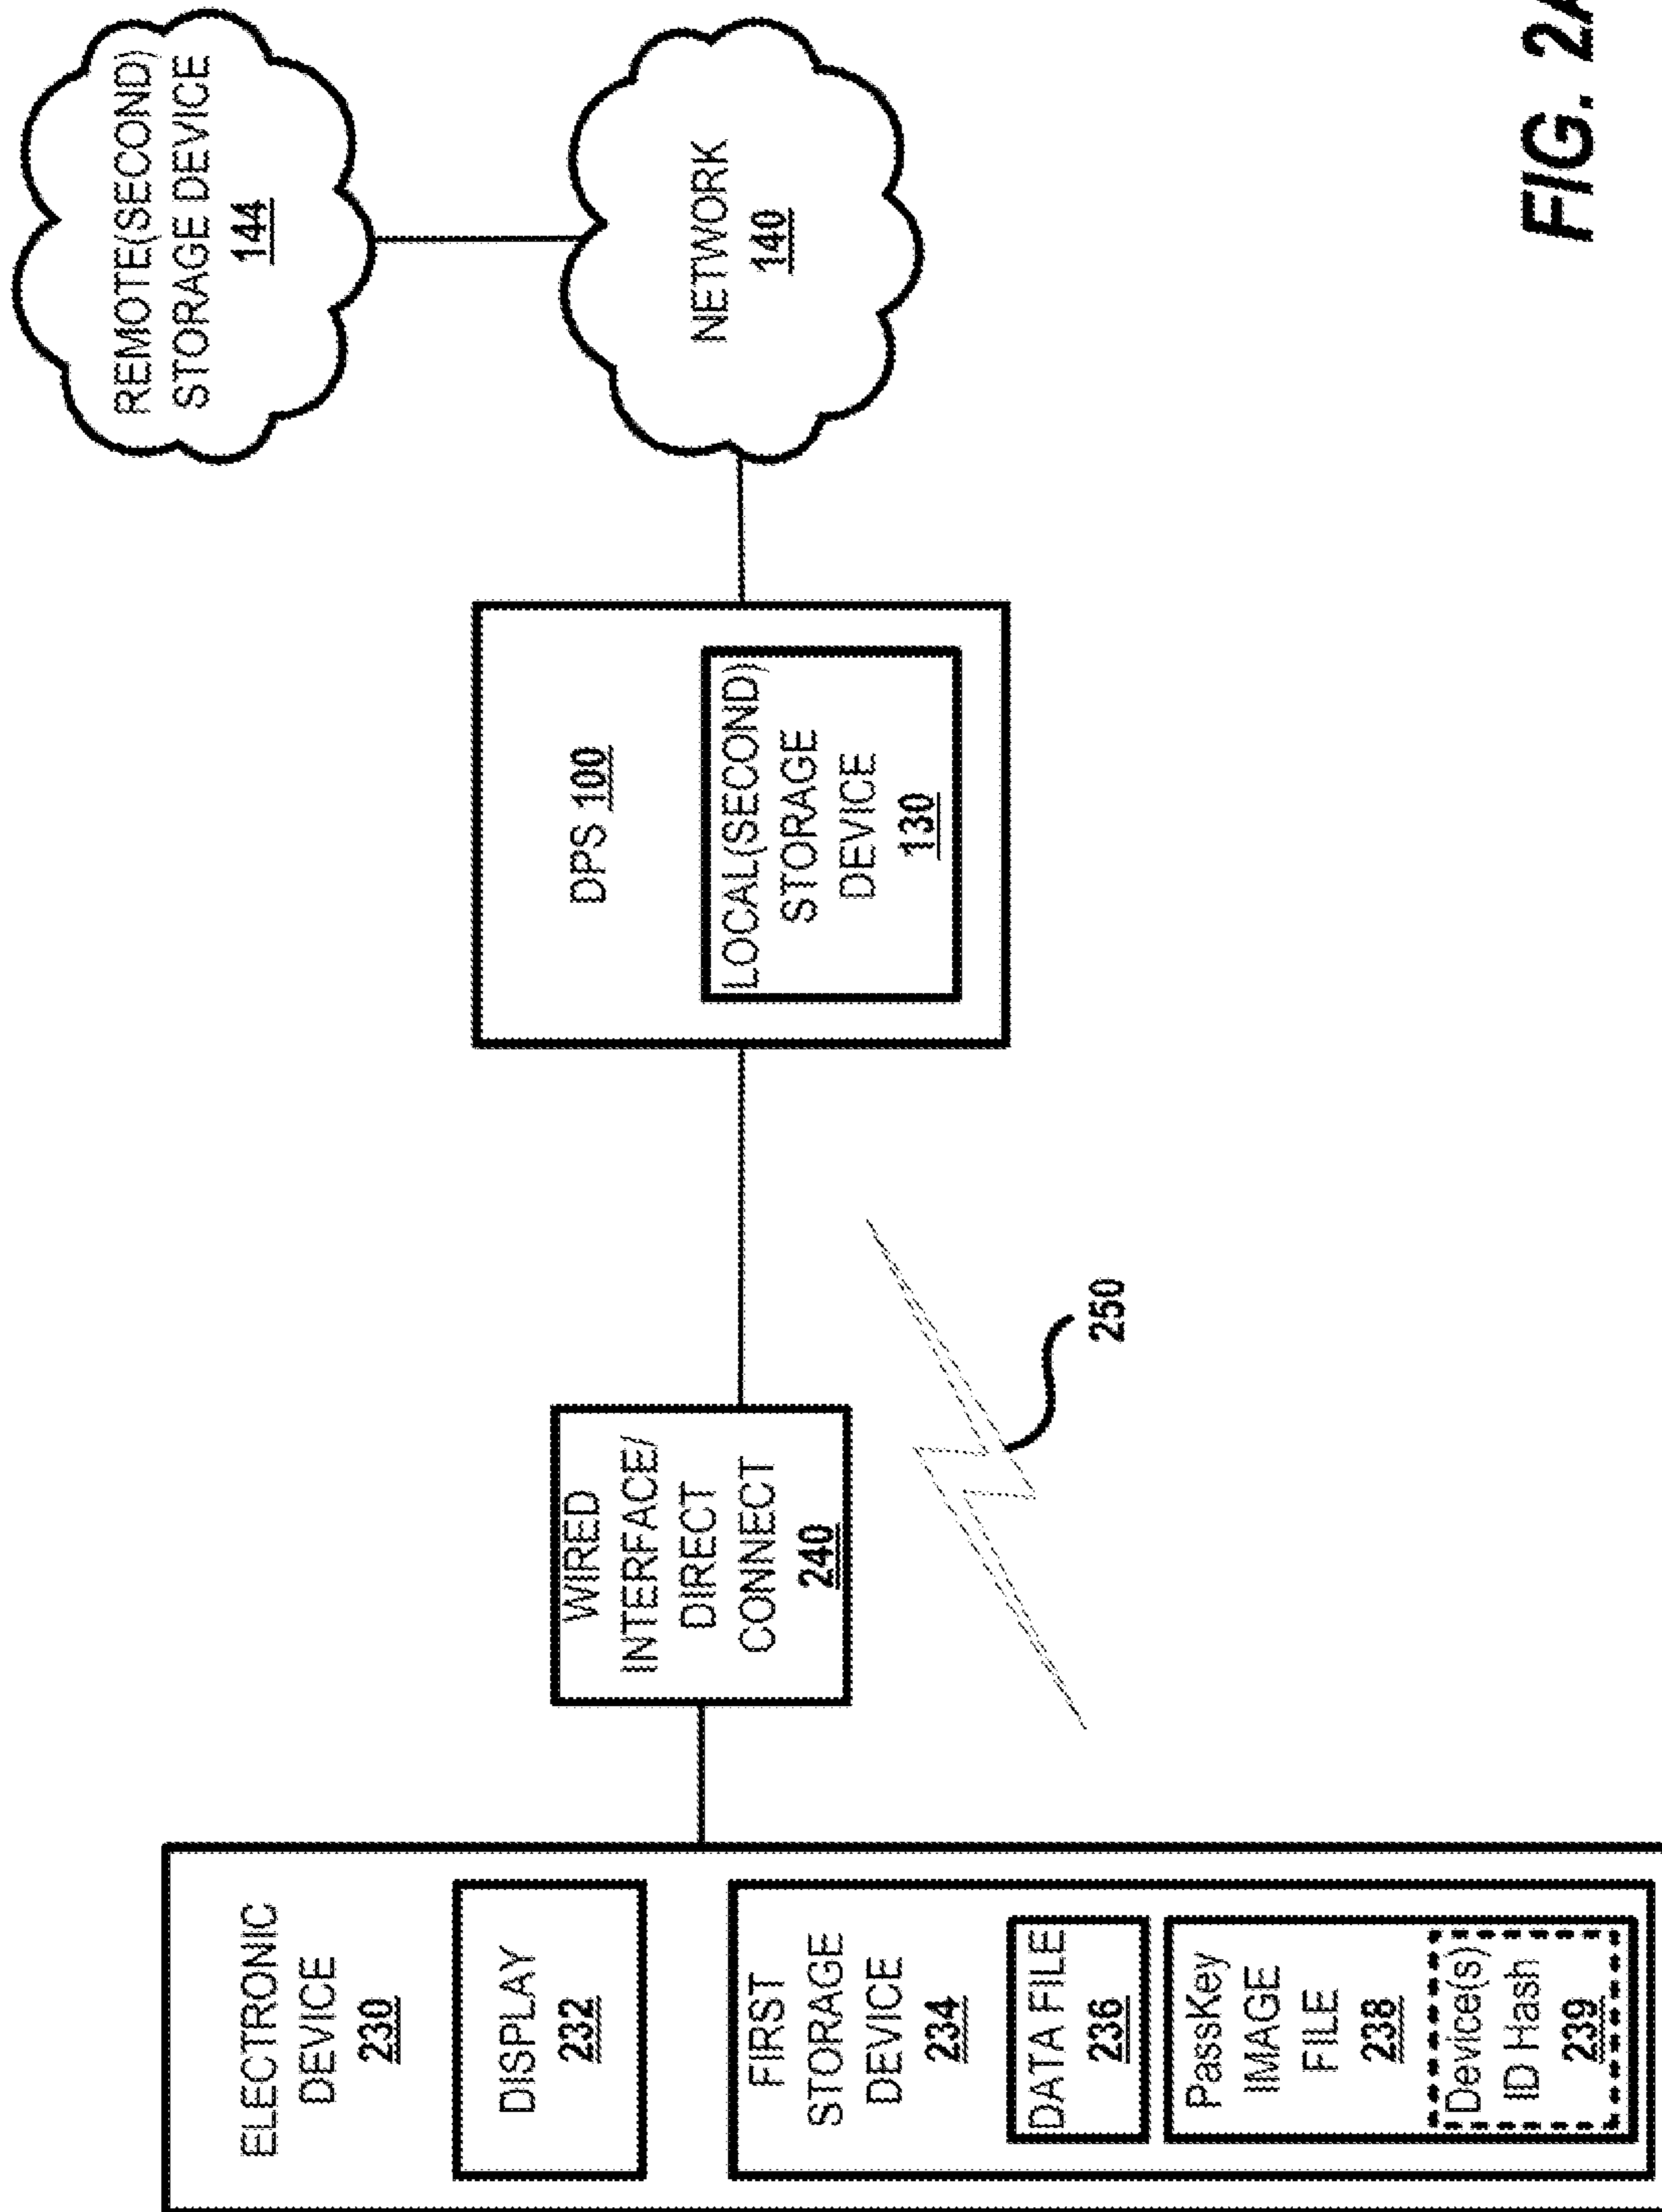 ELECTRONIC
DEVICE
230
DISPLAY
232
FIRST
STORAGE
DEVICE
234
DATA FILE
236
PassKey
IMAGE
FILE
238
Device(s)
ID Hash
239
WIRED
INTERFACE/
DIRECT
CONNECT
240
250
DPS 100
LOCAL(SECOND)
STORAGE
DEVICE
130
REMOTE(SECOND)
STORAGE DEVICE
144
NETWORK
140
FIG. 2A